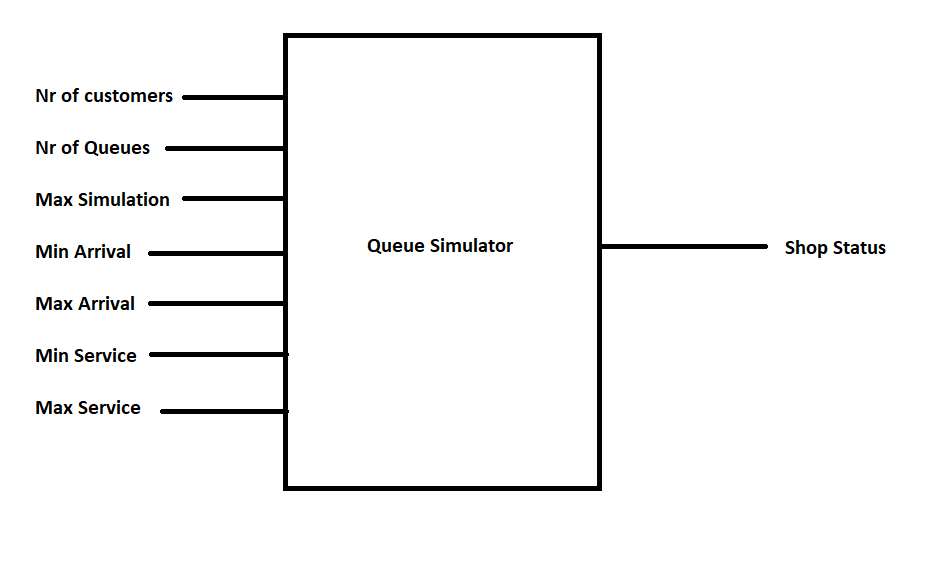 Nr of customers
Nr of Queues
Max Simulation
Min Arrival
Max Arrival
Min Service
Max Service
Queue Simulator
Shop Status